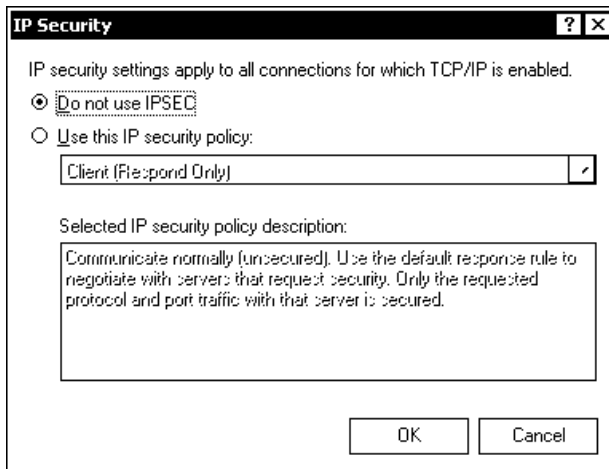 IP Security
IP security settings apply to all connections for which TCP/IP is enabled.
Do not use IPSEC
Use this IP security policy:
Client (Respond Only)
Selected IP security policy description:
Communicate normally (unsecured). Use the default response rule to
negotiate with servers that request security. Only the requested
protocol and port traffic with that server is secured.
OK Cancel